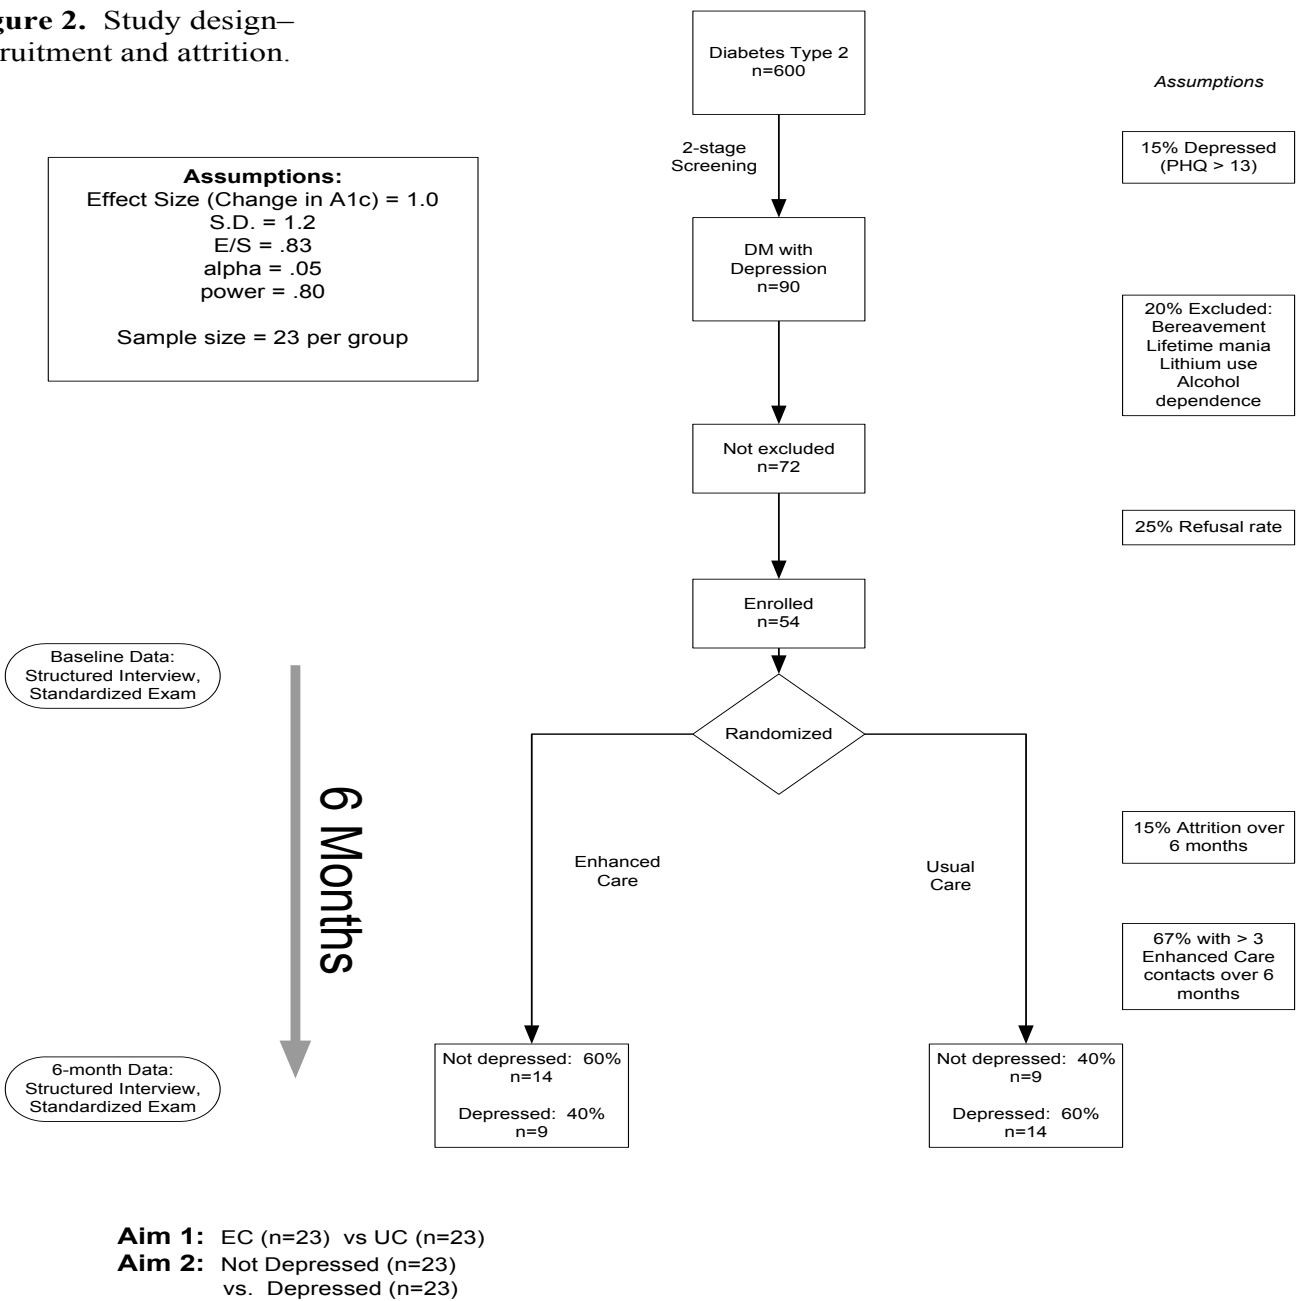 gure 2. Study design–
ruitment and attrition.
Diabetes Type 2
n=600
Assumptions
2-stage
Screening
15% Depressed
(PHQ > 13)
Assumptions:
Effect Size (Change in A1c) = 1.0
S.D. = 1.2
E/S = .83
alpha = .05
power = .80
Sample size = 23 per group
DM with
Depression
n=90
20% Excluded:
Bereavement
Lifetime mania
Lithium use
Alcohol
dependence
Not excluded
n=72
25% Refusal rate
Enrolled
n=54
Baseline Data:
Structured Interview,
Standardized Exam
Randomized
6 Months
15% Attrition over
6 months
Enhanced
Care
Usual
Care
67% with > 3
Enhanced Care
contacts over 6
months
6-month Data:
Structured Interview,
Standardized Exam
Not depressed: 60%
n=14
Depressed: 40%
n=9
Not depressed: 40%
n=9
Depressed: 60%
n=14
Aim 1: EC (n=23) vs UC (n=23)
Aim 2: Not Depressed (n=23)
vs. Depressed (n=23)